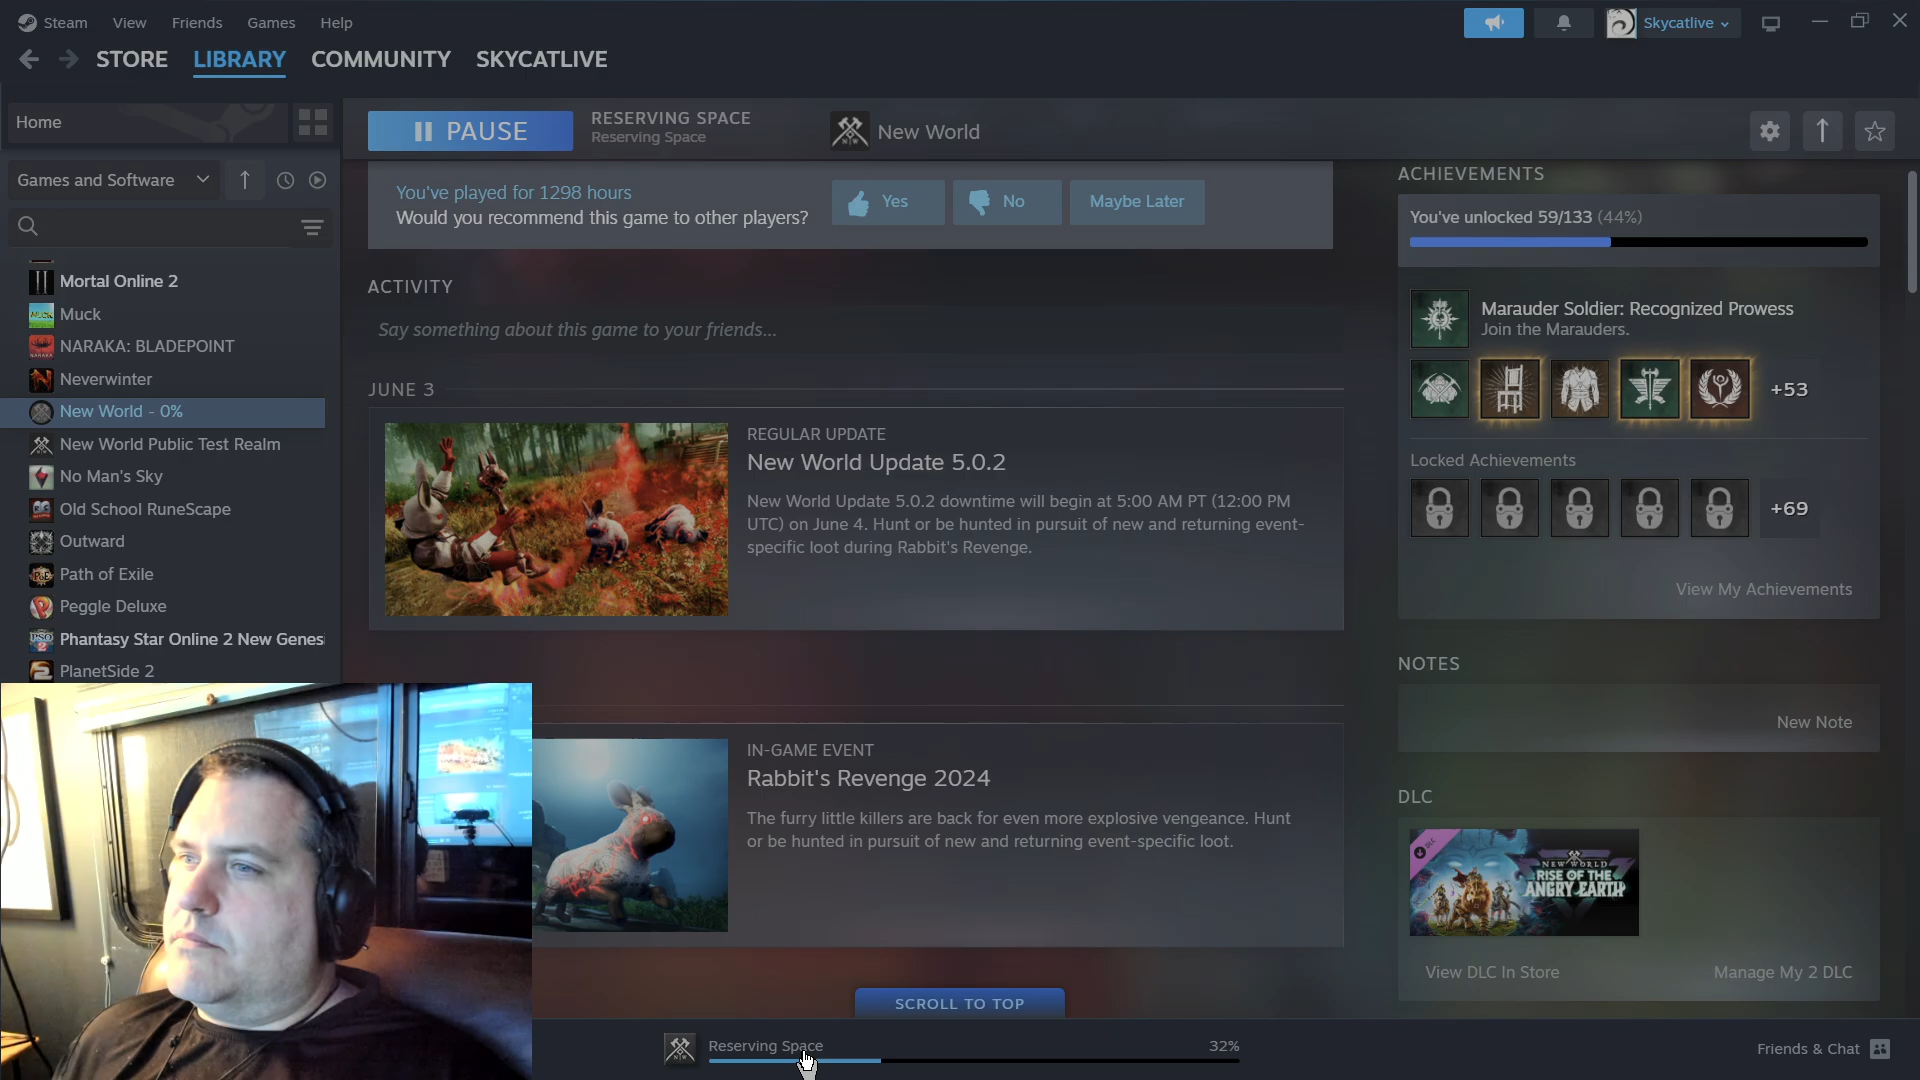 Steam View Friends Games Help
Skycatlive
STORE LIBRARY COMMUNITY SKYCATLIVE
Home
Games and Software
Mortal Online 2
Muck
NARAKA: BLADEPOINT
Neverwinter
New World - 0%
New World Public Test Realm
No Man's Sky
Old School RuneScape
Outward
Path of Exile
Peggle Deluxe
Phantasy Star Online 2 New Genesi
PlanetSide 2
PAUSE
RESERVING SPACE
Reserving Space
New World
You've played for 1298 hours
Would you recommend this game to other players?
Yes
No
Maybe Later
ACTIVITY
Say something about this game to your friends...
JUNE 3
REGULAR UPDATE
New World Update 5.0.2
New World Update 5.0.2 downtime will begin at 5:00 AM PT (12:00 PM
UTC) on June 4. Hunt or be hunted in pursuit of new and returning event-
specific loot during Rabbit's Revenge.
IN-GAME EVENT
Rabbit's Revenge 2024
The furry little killers are back for even more explosive vengeance. Hunt
or be hunted in pursuit of new and returning event-specific loot.
SCROLL TO TOP
ACHIEVEMENTS
You've unlocked 59/133 (44%)
Marauder Soldier: Recognized Prowess
Join the Marauders.
+53
Locked Achievements
+69
View My Achievements
NOTES
New Note
DLC
DLC
NEW WORLD
RISE OF THE
ANGRY EARTH
View DLC In Store
Manage My 2 DLC
Reserving Space
32%
Friends & Chat